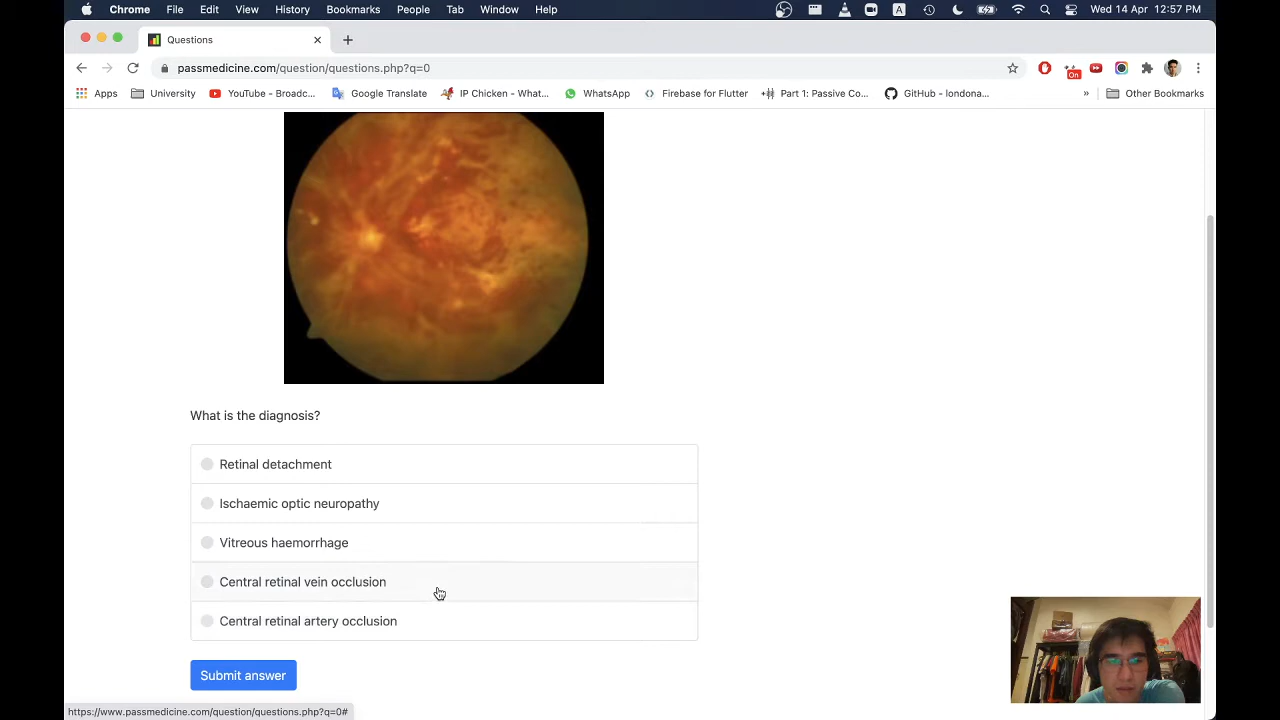 Chrome File Edit View History Bookmarks People Tab Window Help A Wed 14 Apr 12:57 PM
Questions
passmedicine.com/question/questions.php?q=0
On
Apps University YouTube - Broadc... Google Translate IP Chicken - What... WhatsApp Firebase for Flutter Part 1: Passive Co... GitHub - londona... » Other Bookmarks
What is the diagnosis?
Retinal detachment
Ischaemic optic neuropathy
Vitreous haemorrhage
Central retinal vein occlusion
Central retinal artery occlusion
Submit answer
https://www.passmedicine.com/question/questions.php?q=0#